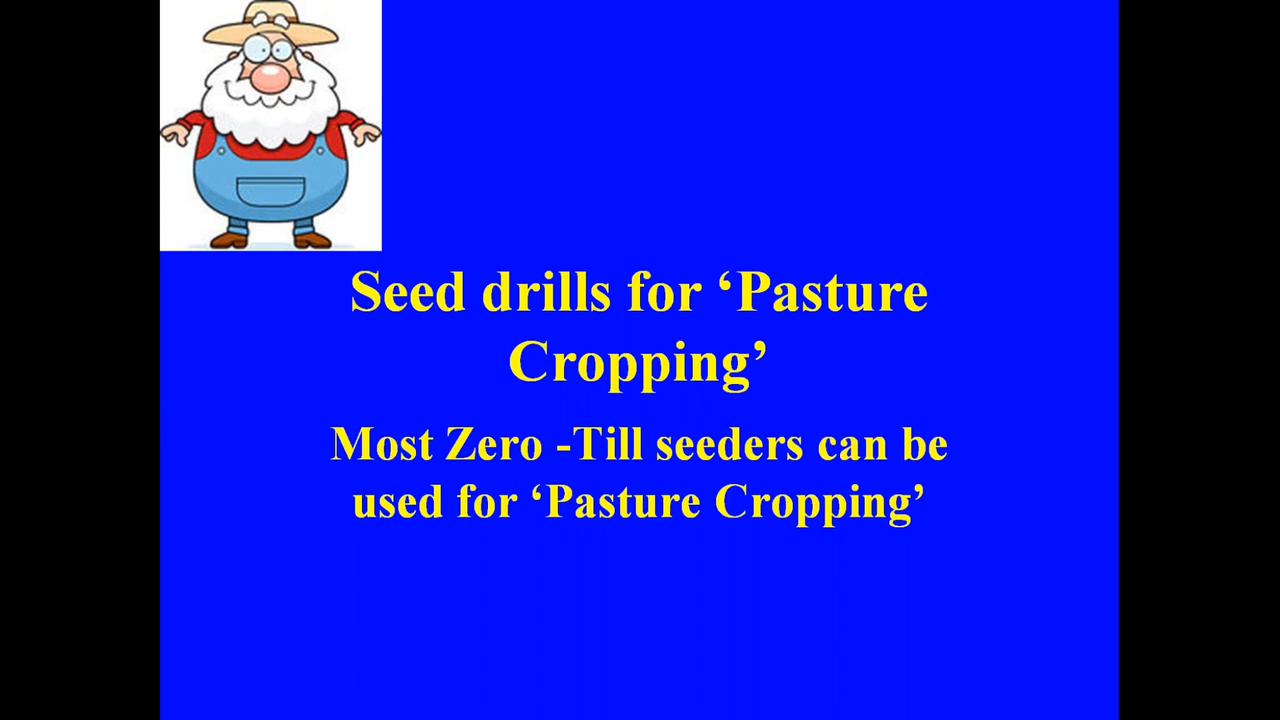 Seed drills for ‘Pasture
Cropping’
Most Zero -Till seeders can be
used for ‘Pasture Cropping’